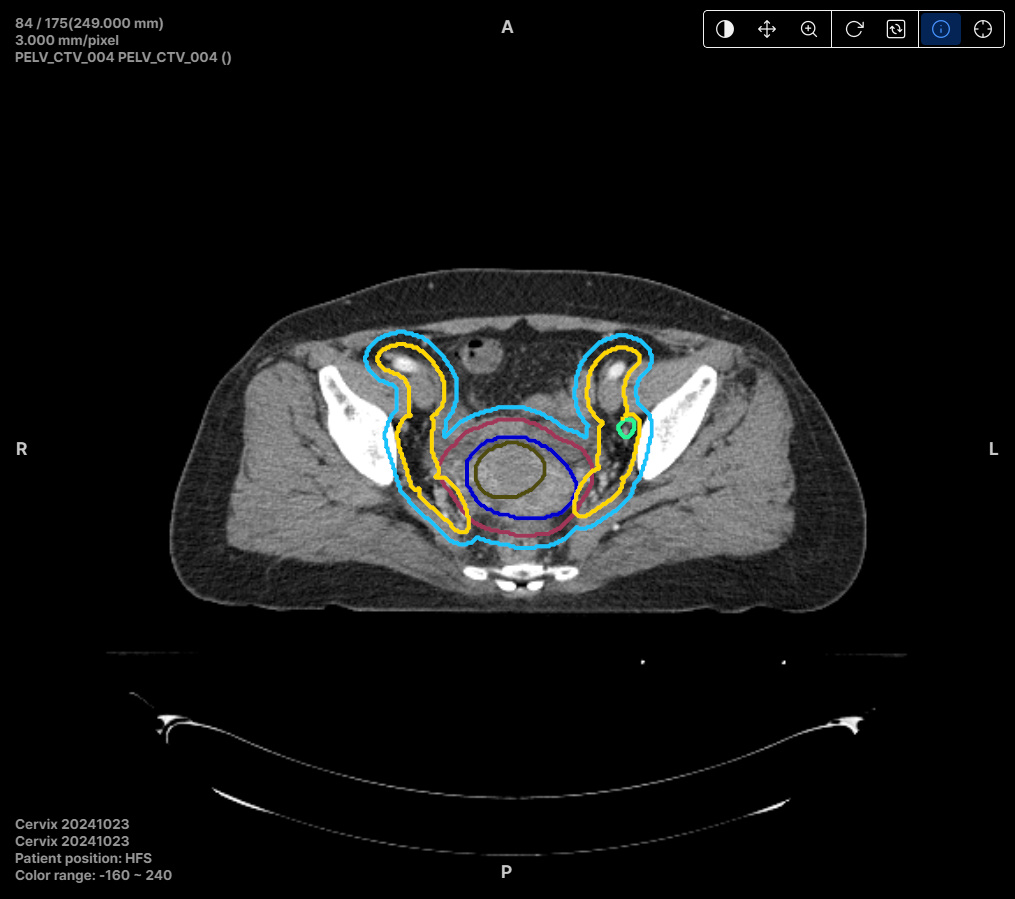 84 / 175(249.000 mm)
3.000 mm/pixel
PELV_CTV_004 PELV_CTV_004 ()
A
R
L
Cervix 20241023
Cervix 20241023
Patient position: HFS
Color range: -160 ~ 240
P